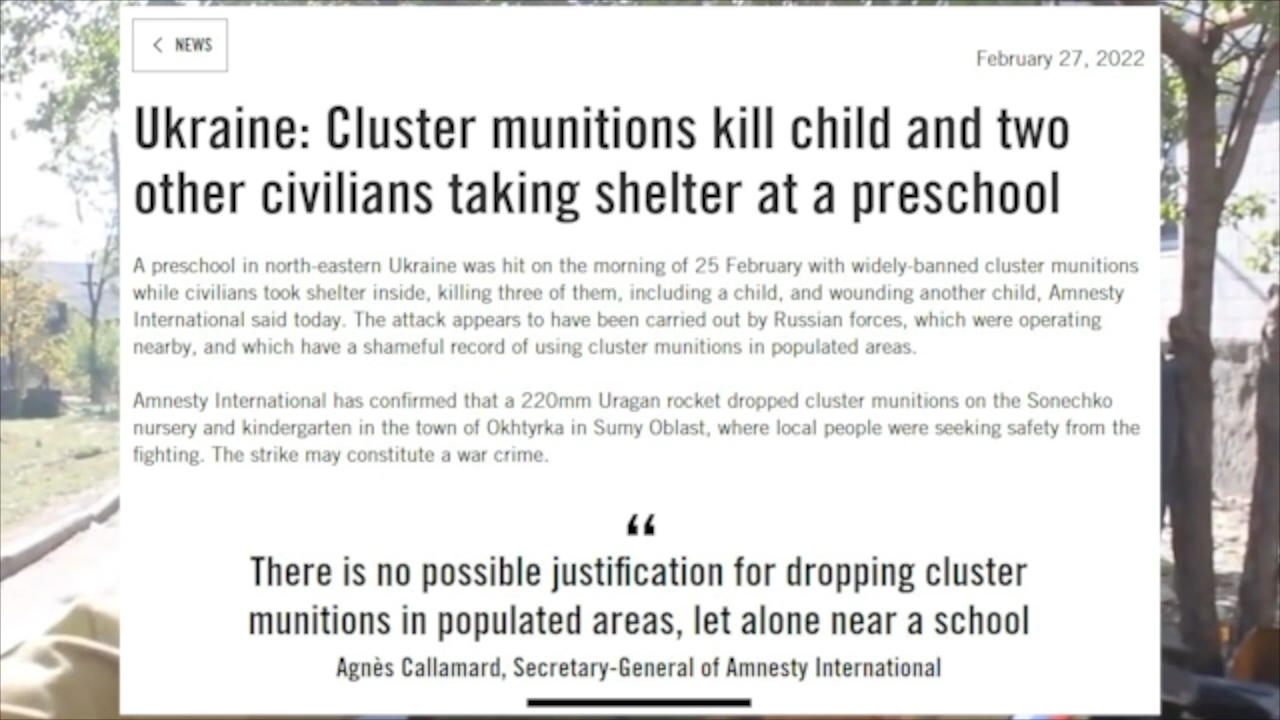 < NEWS
February 27, 2022
Ukraine: Cluster munitions kill child and two
other civilians taking shelter at a preschool
A preschool in north-eastern Ukraine was hit on the morning of 25 February with widely-banned cluster munitions
while civilians took shelter inside, killing three of them, including a child, and wounding another child, Amnesty
International said today. The attack appears to have been carried out by Russian forces, which were operating
nearby, and which have a shameful record of using cluster munitions in populated areas.
Amnesty International has confirmed that a 220mm Uragan rocket dropped cluster munitions on the Sonechko
nursery and kindergarten in the town of Okhtyrka in Sumy Oblast, where local people were seeking safety from the
fighting. The strike may constitute a war crime.
“
There is no possible justification for dropping cluster
munitions in populated areas, let alone near a school
Agnès Callamard, Secretary-General of Amnesty International